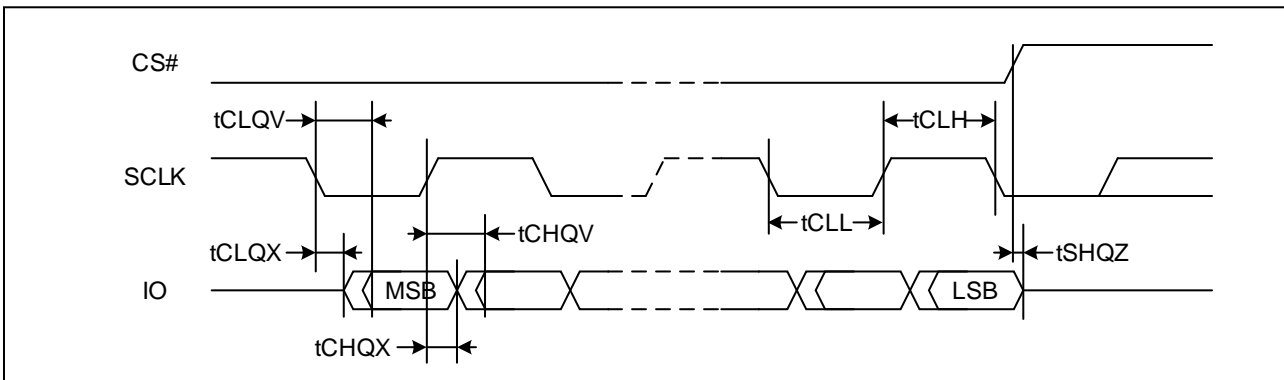 CS#
tCLQV
tCLH
SCLK
tCLL
tCHQV
tCLQX
tSHQZ
IO
MSB
LSB
tCHQX